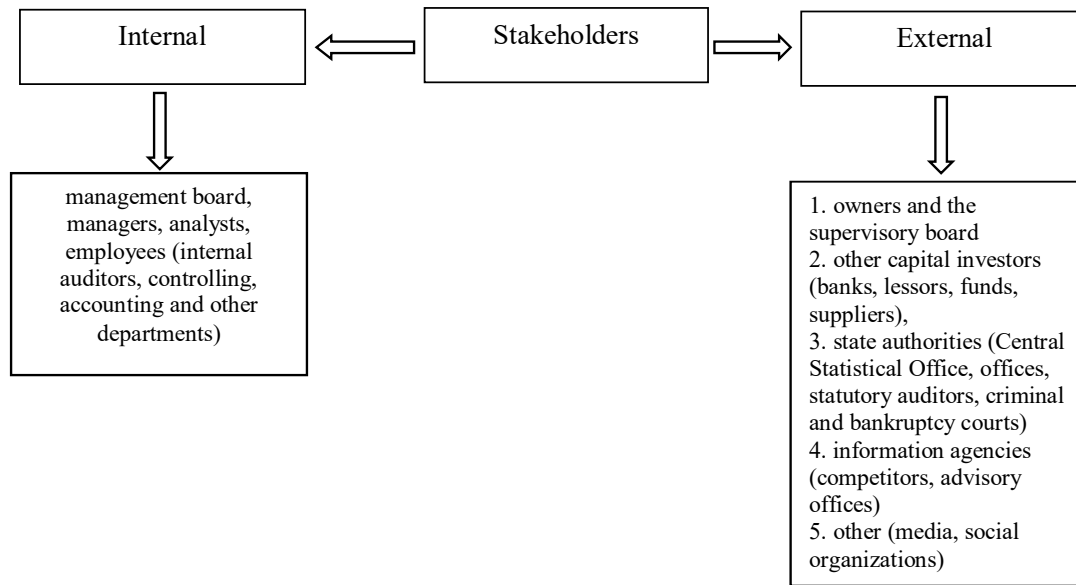 Internal
Stakeholders
External
management board,
managers, analysts,
employees (internal
auditors, controlling,
accounting and other
departments)
1. owners and the
supervisory board
2. other capital investors
(banks, lessors, funds,
suppliers),
3. state authorities (Central
Statistical Office, offices,
statutory auditors, criminal
and bankruptcy courts)
4. information agencies
(competitors, advisory
offices)
5. other (media, social
organizations)